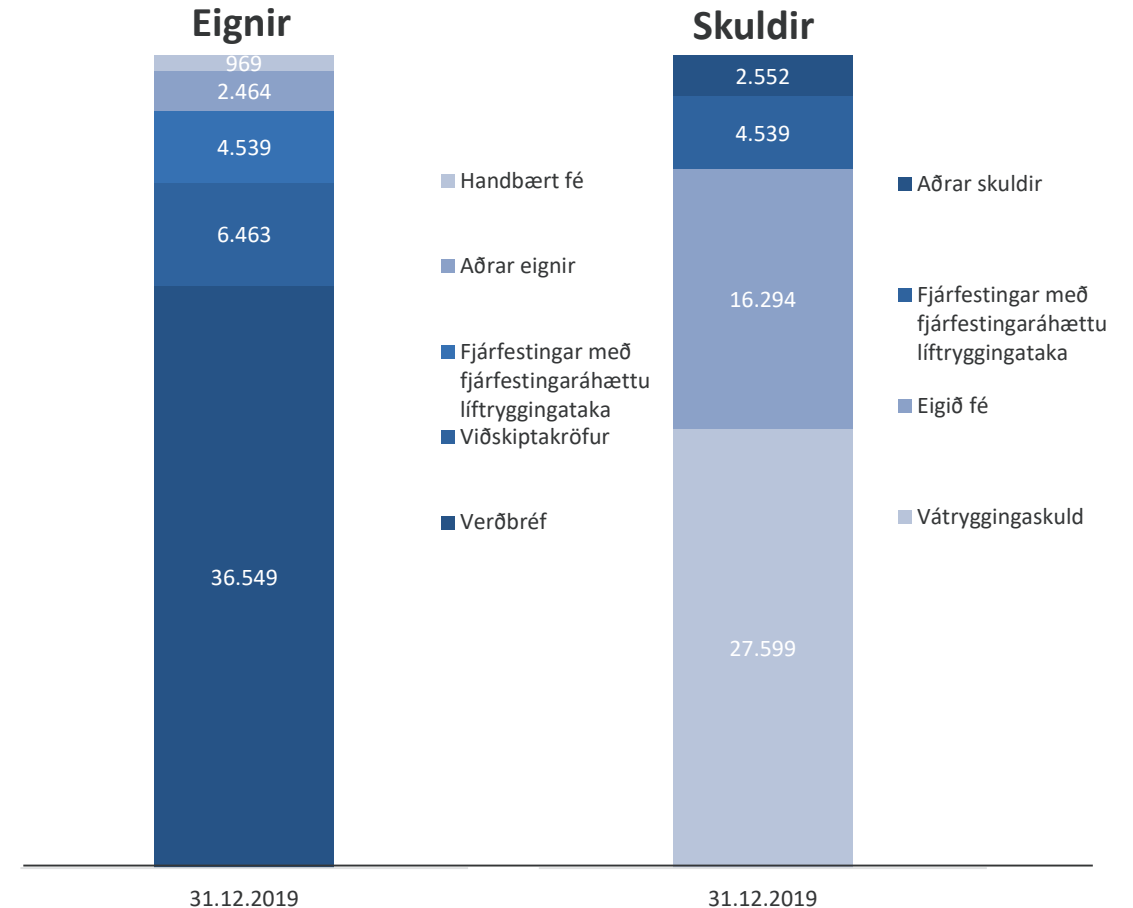 Eignir
969
2.464
4.539
6.463
36.549
31.12.2019
Handbært fé
Aðrar eignir
Fjárfestingar með
fjárfestingaráhættu
líftryggingataka
Viðskiptakröfur
Verðbréf
Skuldir
2.552
4.539
16.294
27.599
31.12.2019
Aðrar skuldir
Fjárfestingar með
fjárfestingaráhættu
líftryggingataka
Eigið fé
Vátryggingaskuld